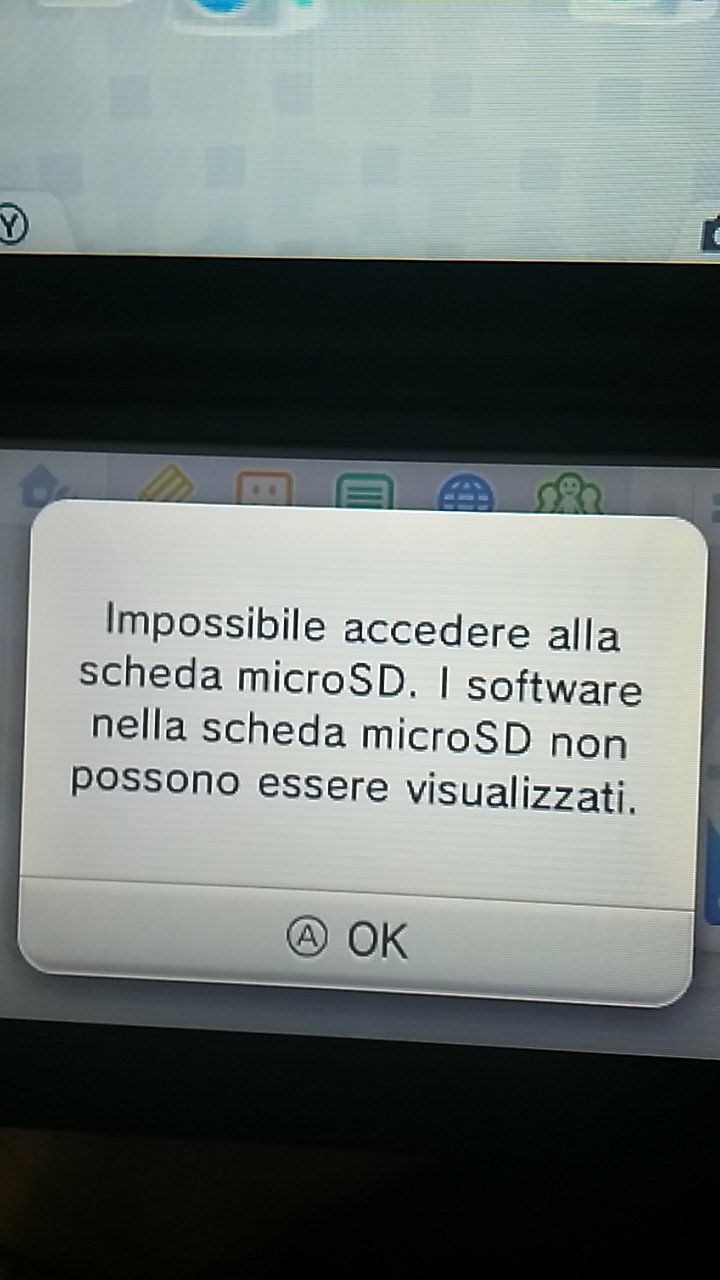 Y
Impossibile accedere alla
scheda microSD. I software
nella scheda microSD non
possono essere visualizzati.
A OK